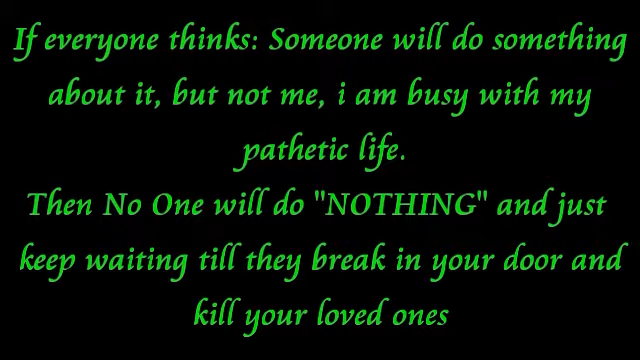 If everyone thinks: Someone will do something
about it, but not me, i am busy with my
pathetic life.
Then No One will do "NOTHING" and just
keep waiting till they break in your door and
kill your loved ones